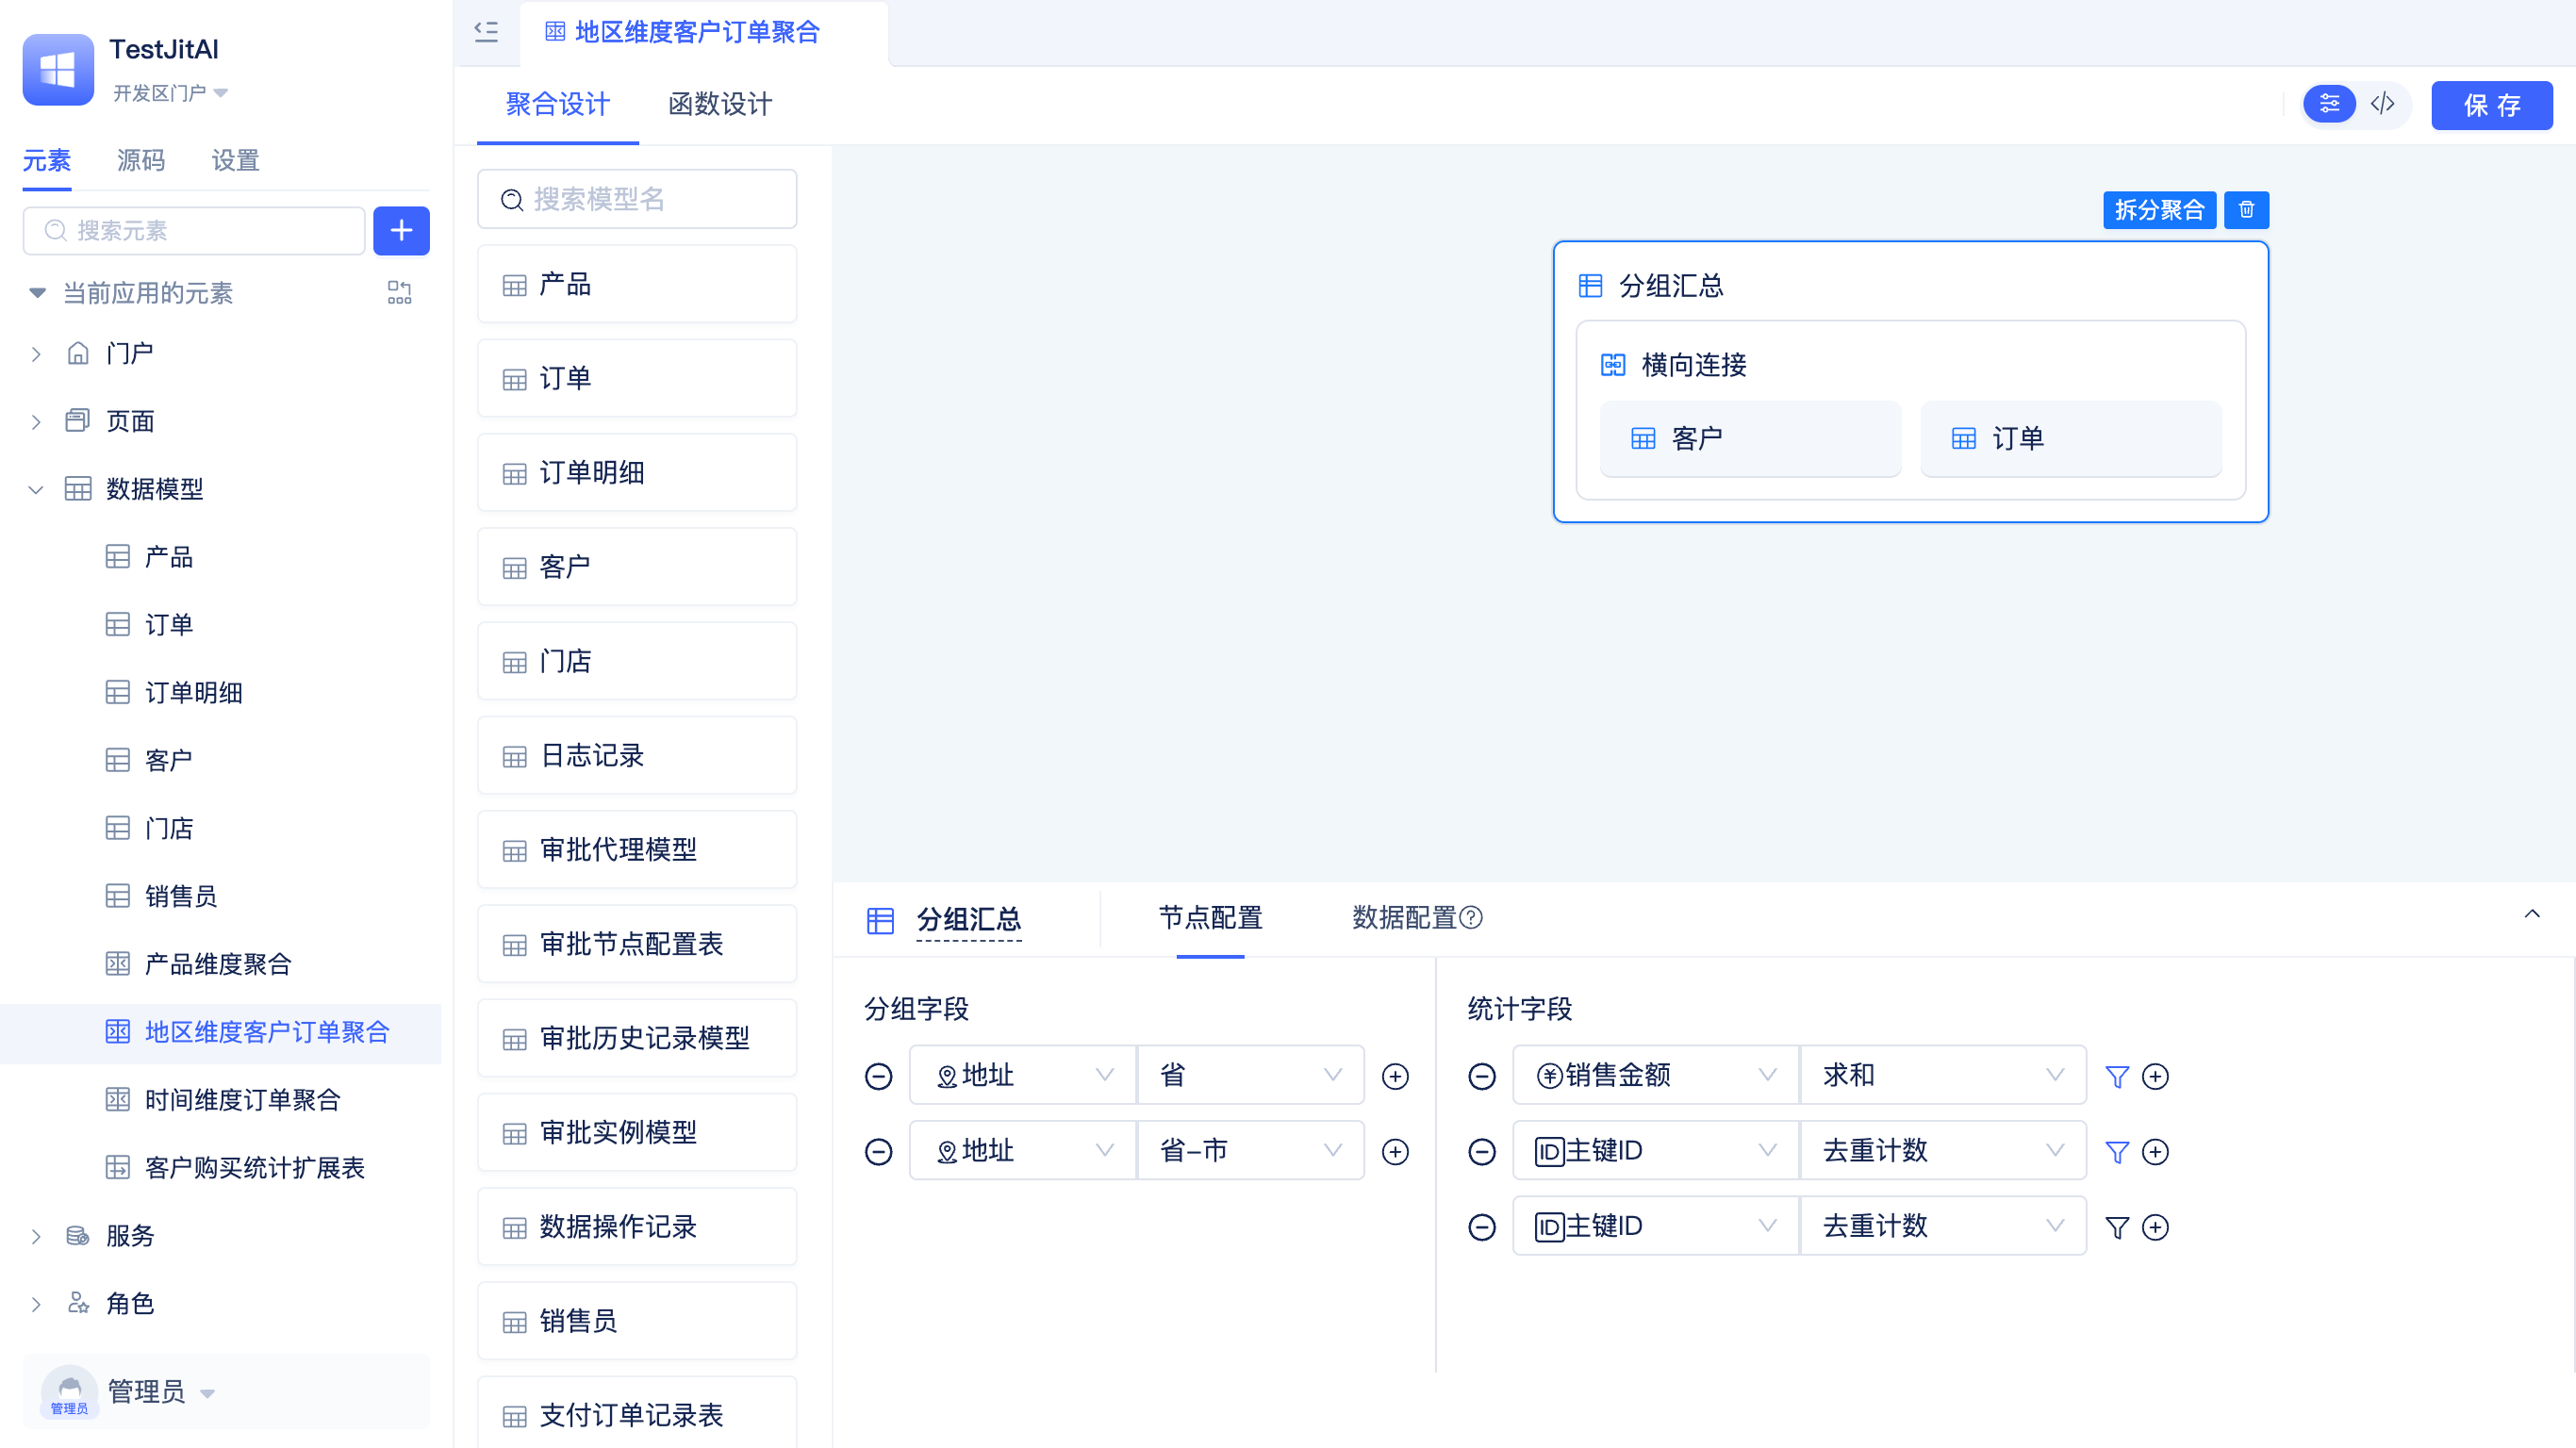 TestJitAI
开发区门户
元素 源码 设置
搜索元素
当前应用的元素
门户
页面
数据模型
产品
订单
订单明细
客户
门店
销售员
产品维度聚合
地区维度客户订单聚合
时间维度订单聚合
客户购买统计扩展表
服务
角色
管理员
管理员
地区维度客户订单聚合
聚合设计 函数设计
保 存
搜索模型名
产品
订单
订单明细
客户
门店
日志记录
审批代理模型
审批节点配置表
审批历史记录模型
审批实例模型
数据操作记录
销售员
支付订单记录表
拆分聚合
分组汇总
横向连接
客户 订单
分组汇总 节点配置 数据配置
分组字段
地址 省
地址 省-市
统计字段
销售金额 求和
ID主键ID 去重计数
ID主键ID 去重计数